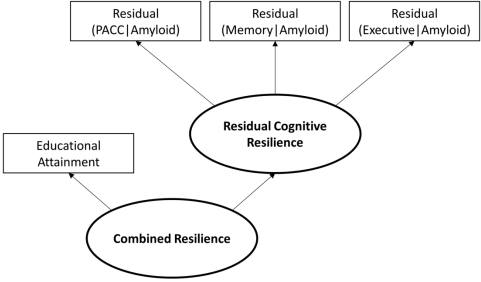 Residual
(PACC|Amyloid)
Residual
(Memory|Amyloid)
Residual
(Executive|Amyloid)
Residual Cognitive
Resilience
Educational
Attainment
Combined Resilience